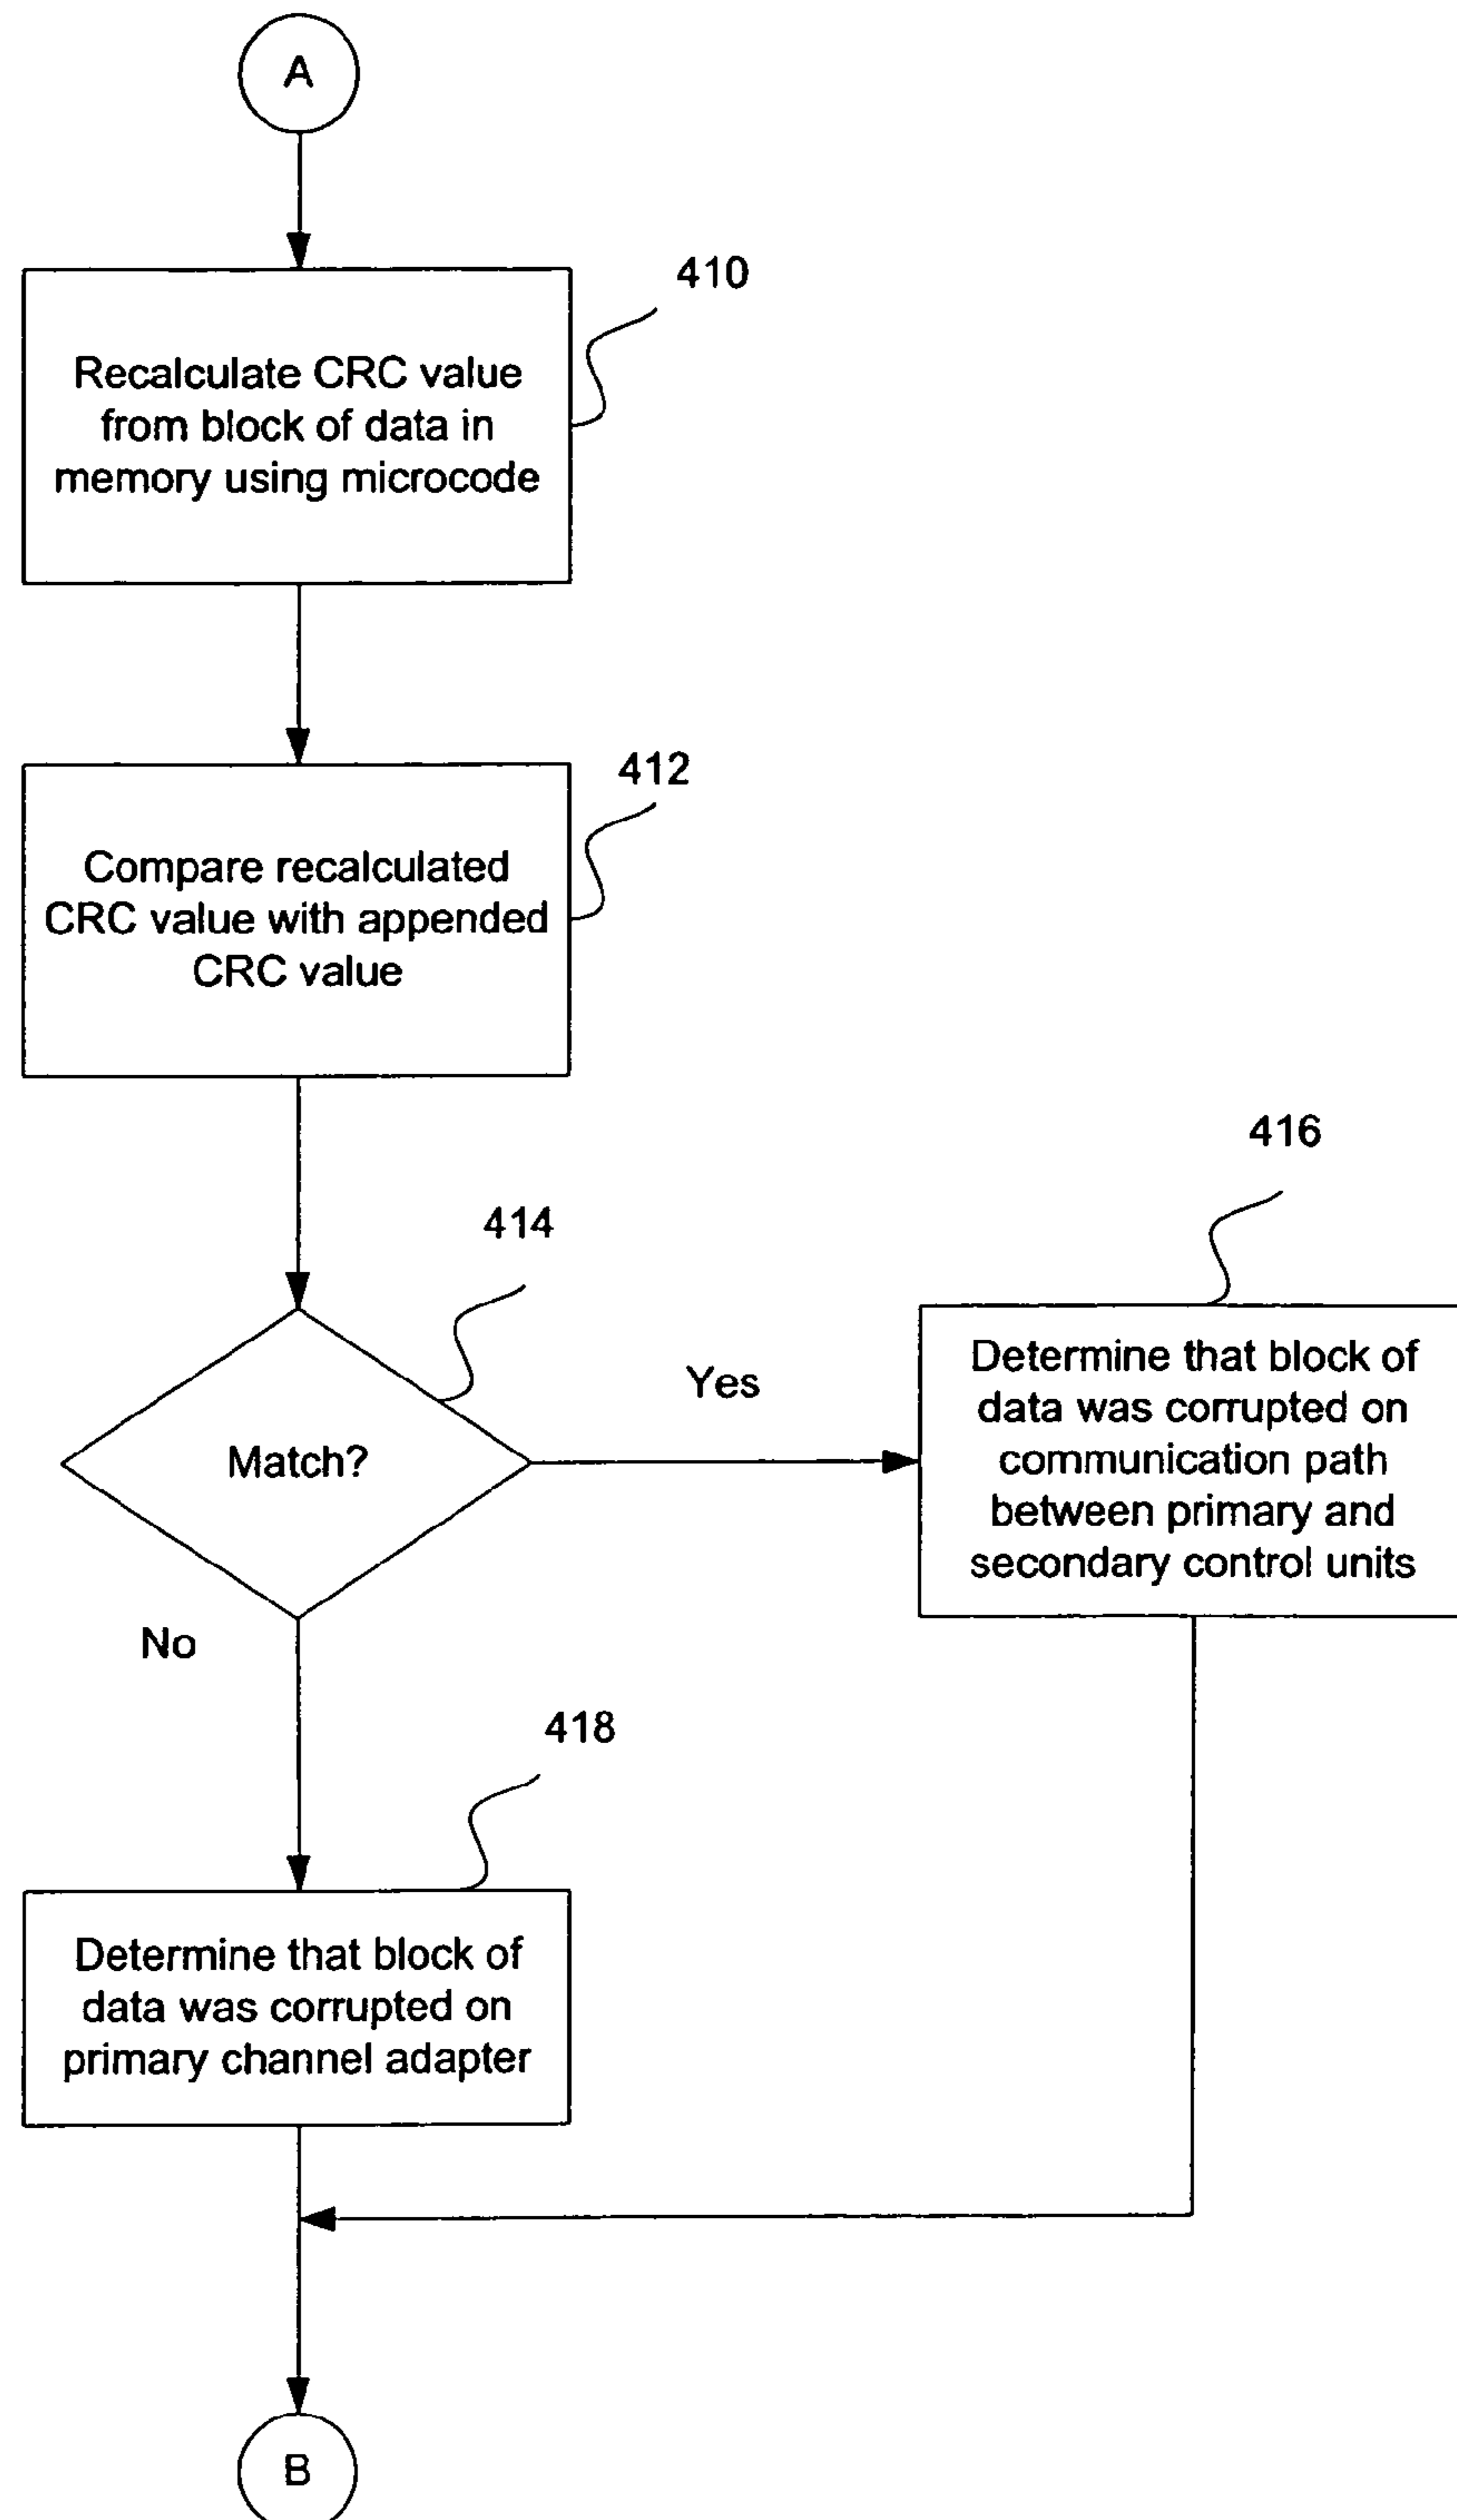 A
410
Recalculate CRC value
from block of data in
memory using microcode
412
Compare recalculated
CRC value with appended
CRC value
414
Match?
Yes
416
Determine that block of
data was corrupted on
communication path
between primary and
secondary control units
No
418
Determine that block of
data was corrupted on
primary channel adapter
B